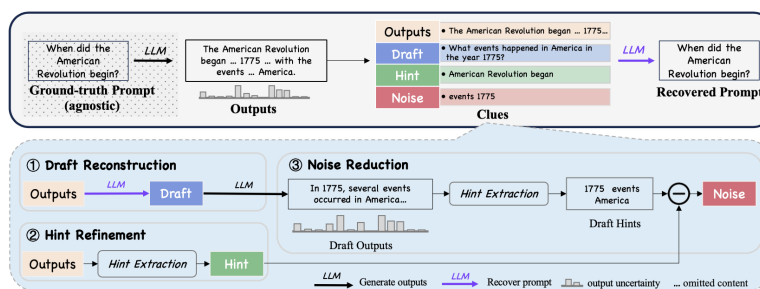 When did the
American
Revolution begin?
Ground-truth Prompt
(agnostic)
LLM
The American Revolution
began ... 1775 ... with the
events ... America.
Outputs
Outputs
• The American Revolution began ... 1775...
Draft
• What events happened in America in
the year 1775?
Hint
• American Revolution began
Noise
• events 1775
Clues
LLM
When did the
American
Revolution begin?
Recovered Prompt
① Draft Reconstruction
Outputs
LLM
Draft
LLM
③ Noise Reduction
In 1775, several events
occurred in America...
Draft Outputs
Hint Extraction
1775 events
America
Draft Hints
Noise
② Hint Refinement
Outputs
Hint Extraction
Hint
LLM
Generate outputs
LLM
Recover prompt
output uncertainty
... omitted content